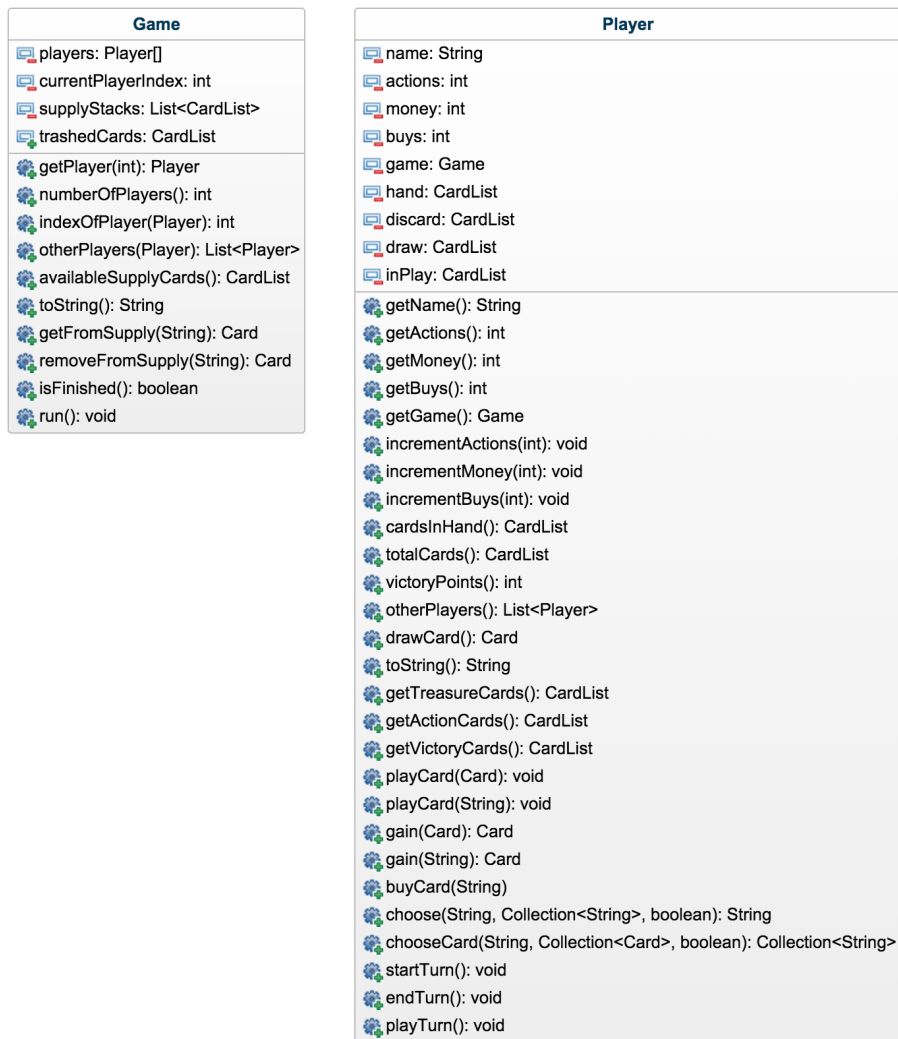 Game
players: Player[]
currentPlayerIndex: int
supplyStacks: List<CardList>
trashedCards: CardList
getPlayer(int): Player
numberOfPlayers(): int
indexOfPlayer(Player): int
otherPlayers(Player): List<Player>
availableSupplyCards(): CardList
toString(): String
getFromSupply(String): Card
removeFromSupply(String): Card
isFinished(): boolean
run(): void
Player
name: String
actions: int
money: int
buys: int
game: Game
hand: CardList
discard: CardList
draw: CardList
inPlay: CardList
getName(): String
getActions(): int
getMoney(): int
getBuys(): int
getGame(): Game
incrementActions(int): void
incrementMoney(int): void
incrementBuys(int): void
cardsInHand(): CardList
totalCards(): CardList
victoryPoints(): int
otherPlayers(): List<Player>
drawCard(): Card
toString(): String
getTreasureCards(): CardList
getActionCards(): CardList
getVictoryCards(): CardList
playCard(Card): void
playCard(String): void
gain(Card): Card
gain(String): Card
buyCard(String)
choose(String, Collection<String>, boolean): String
chooseCard(String, Collection<Card>, boolean): Collection<String>
startTurn(): void
endTurn(): void
playTurn(): void